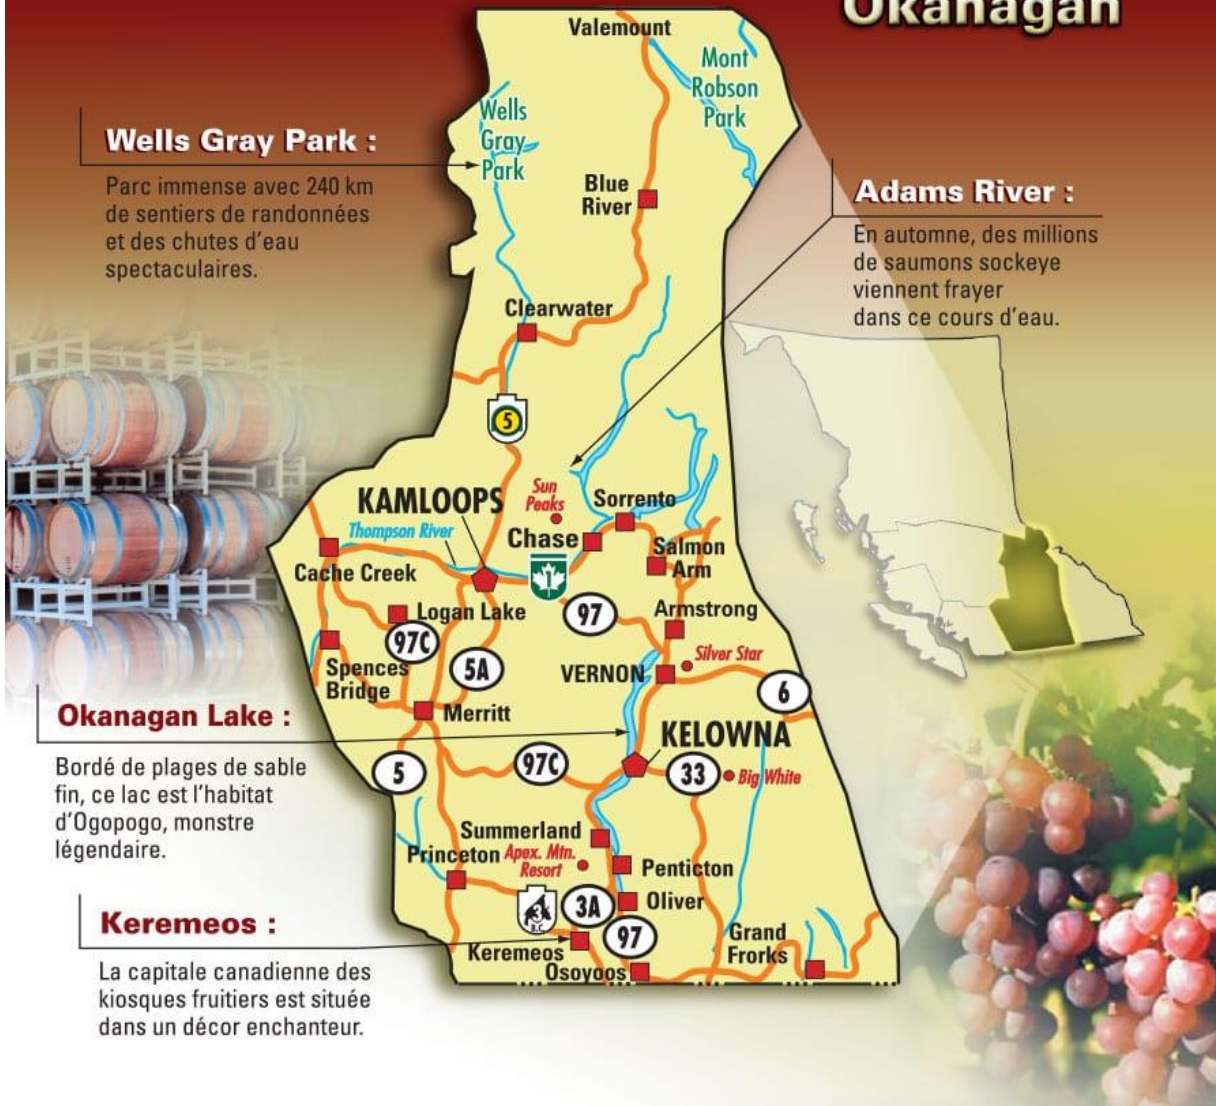 Okanagan
Valemount
Mont
Robson
Park
Wells
Gray
Park
Wells Gray Park :
Parc immense avec 240 km
de sentiers de randonnées
et des chutes d'eau
spectaculaires.
Blue
River
Adams River :
En automne, des millions
de saumons sockeye
viennent frayer
dans ce cours d'eau.
Clearwater
5
KAMLOOPS
Sun
Peaks
Sorrento
Thompson River
Chase
Salmon
Arm
Cache Creek
1
Logan Lake
97
Armstrong
97C
5A
Silver Star
Spences
Bridge
VERNON
6
Merritt
Okanagan Lake :
Bordé de plages de sable
fin, ce lac est l'habitat
d'Ogopogo, monstre
légendaire.
KELOWNA
5
97C
33
Big White
Summerland
Princeton
Apex. Mtn.
Resort
Penticton
Oliver
3
B.C.
3A
97
Grand
Frorks
Keremeos
Osoyoos
Keremeos :
La capitale canadienne des
kiosques fruitiers est située
dans un décor enchanteur.